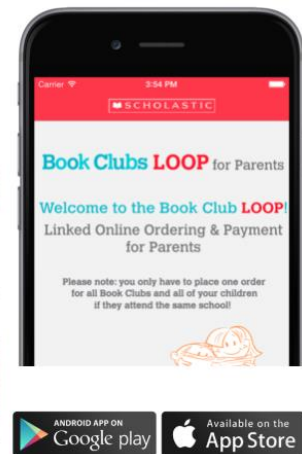 Carrier 3:54 PM
SCHOLASTIC
Book Clubs LOOP for Parents
Welcome to the Book Club LOOP!
Linked Online Ordering & Payment
for Parents
Please note: you only have to place one order
for all Book Clubs and all of your children
if they attend the same school!
ANDROID APP ON
Google play
Available on the
App Store